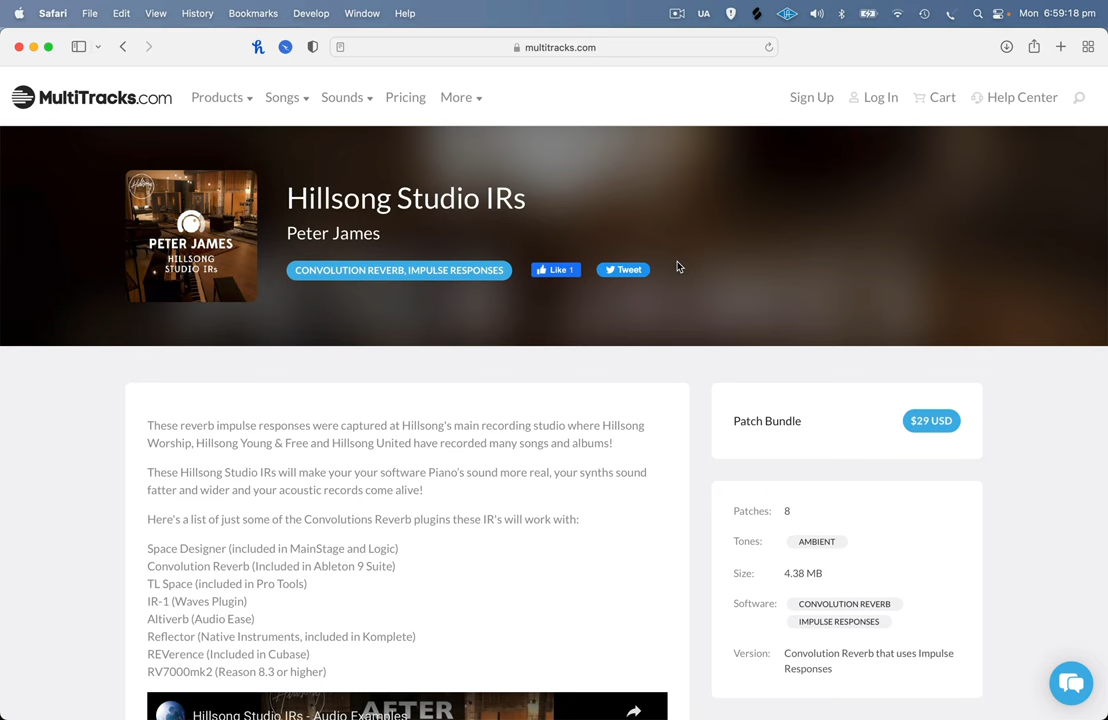 Safari File Edit View History Bookmarks Develop Window Help UA Mon 6:59:18 pm
multitracks.com
MultiTracks.com Products Songs Sounds Pricing More Sign Up Log In Cart Help Center
Hillsong
PETER JAMES
HILLSONG
STUDIO IRs
Hillsong Studio IRs
Peter James
CONVOLUTION REVERB, IMPULSE RESPONSES Like 1 Tweet
These reverb impulse responses were captured at Hillsong's main recording studio where Hillsong
Worship, Hillsong Young & Free and Hillsong United have recorded many songs and albums!
These Hillsong Studio IRs will make your your software Piano's sound more real, your synths sound
fatter and wider and your acoustic records come alive!
Here's a list of just some of the Convolutions Reverb plugins these IR's will work with:
Space Designer (included in MainStage and Logic)
Convolution Reverb (Included in Ableton 9 Suite)
TL Space (included in Pro Tools)
IR-1 (Waves Plugin)
Altiverb (Audio Ease)
Reflector (Native Instruments, included in Komplete)
REVerence (Included in Cubase)
RV7000mk2 (Reason 8.3 or higher)
Hillsong Studio IRs - Audio Examples
AFTER
Patch Bundle $29 USD
Patches: 8
Tones: AMBIENT
Size: 4.38 MB
Software: CONVOLUTION REVERB
IMPULSE RESPONSES
Version: Convolution Reverb that uses Impulse
Responses